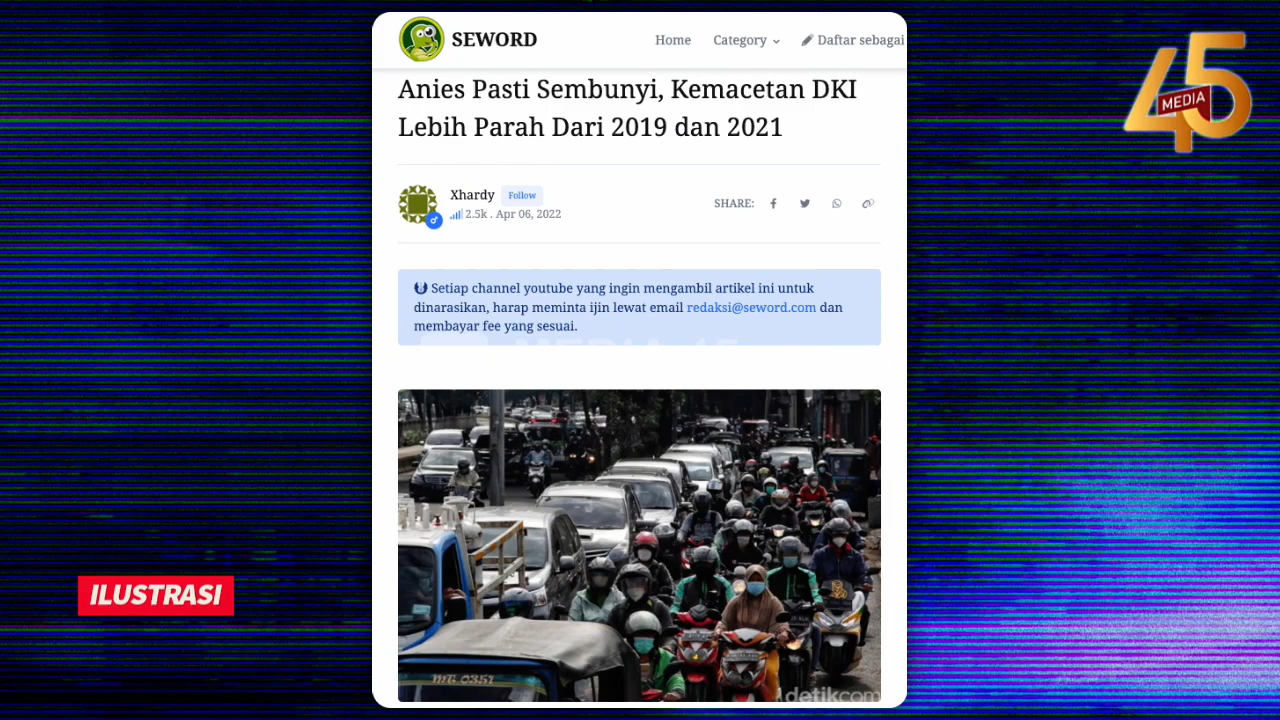 SEWORD
Home Category Daftar sebagai
45
MEDIA
Anies Pasti Sembunyi, Kemacetan DKI
Lebih Parah Dari 2019 dan 2021
Xhardy Follow
2.5k . Apr 06, 2022
SHARE:
Setiap channel youtube yang ingin mengambil artikel ini untuk
dinarasikan, harap meminta ijin lewat email redaksi@seword.com dan
membayar fee yang sesuai.
ILUSTRASI
detikcom